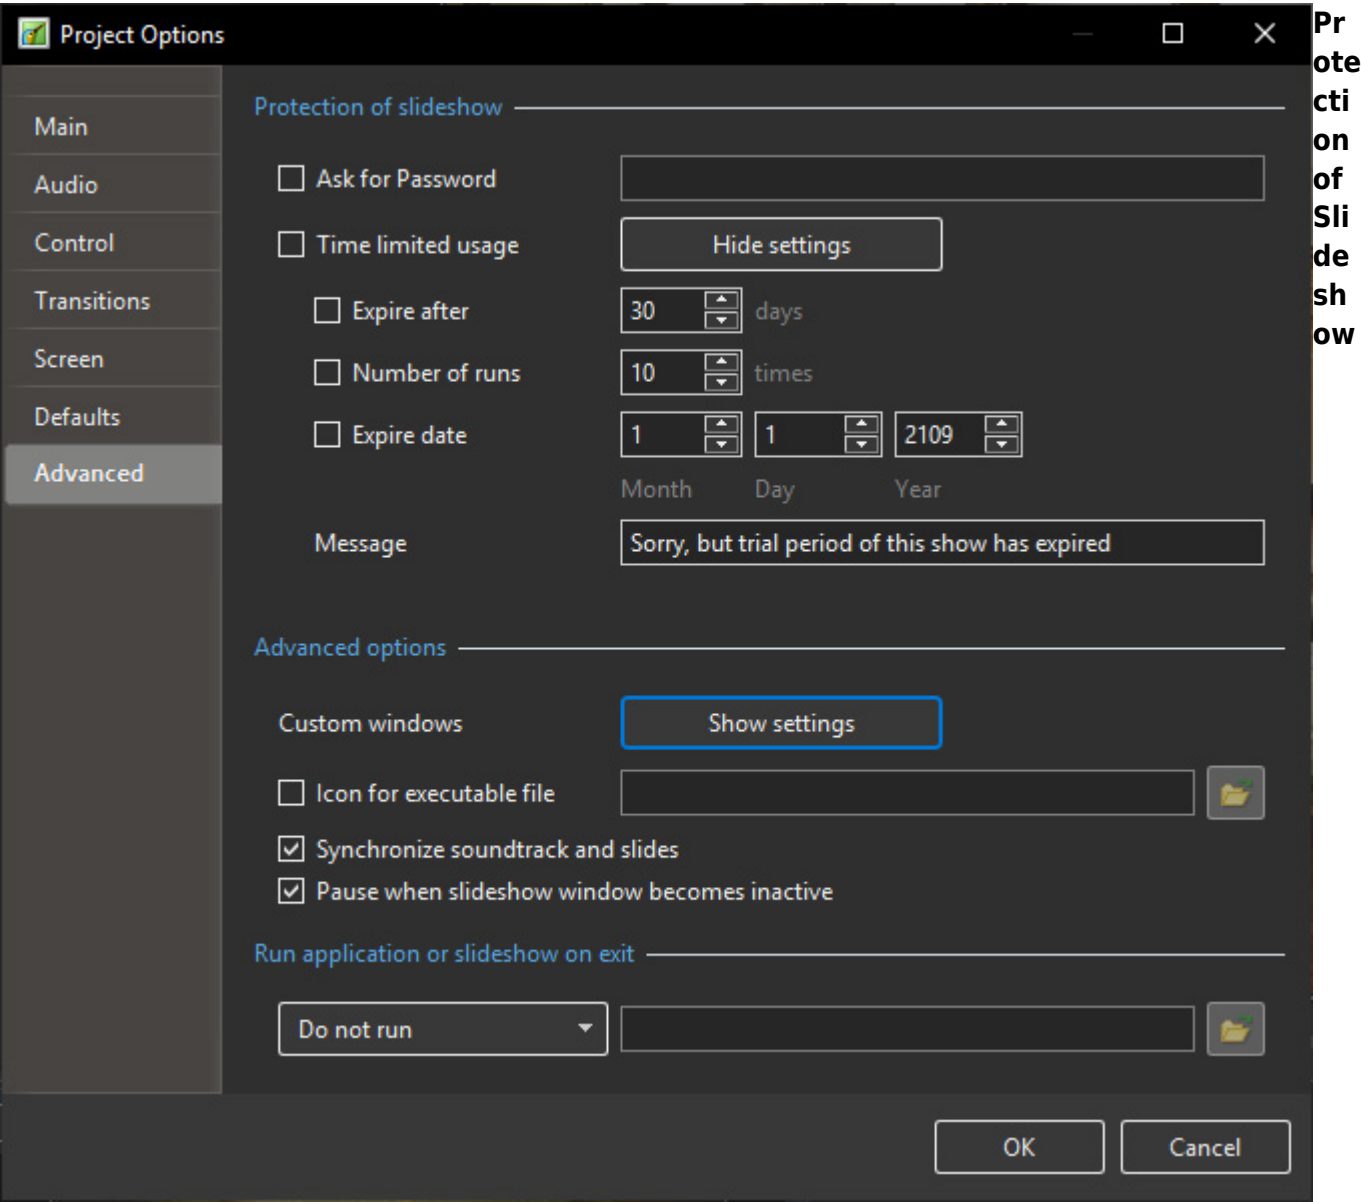 Project Options
Main
Audio
Control
Transitions
Screen
Defaults
Advanced
Protection of slideshow
Ask for Password
Time limited usage Hide settings
Expire after 30 days
Number of runs 10 times
Expire date 1 1 2109
Month Day Year
Message Sorry, but trial period of this show has expired
Advanced options
Custom windows Show settings
Icon for executable file
Synchronize soundtrack and slides
Pause when slideshow window becomes inactive
Run application or slideshow on exit
Do not run
OK Cancel
Pr
ote
cti
on
of
Sli
de
sh
ow